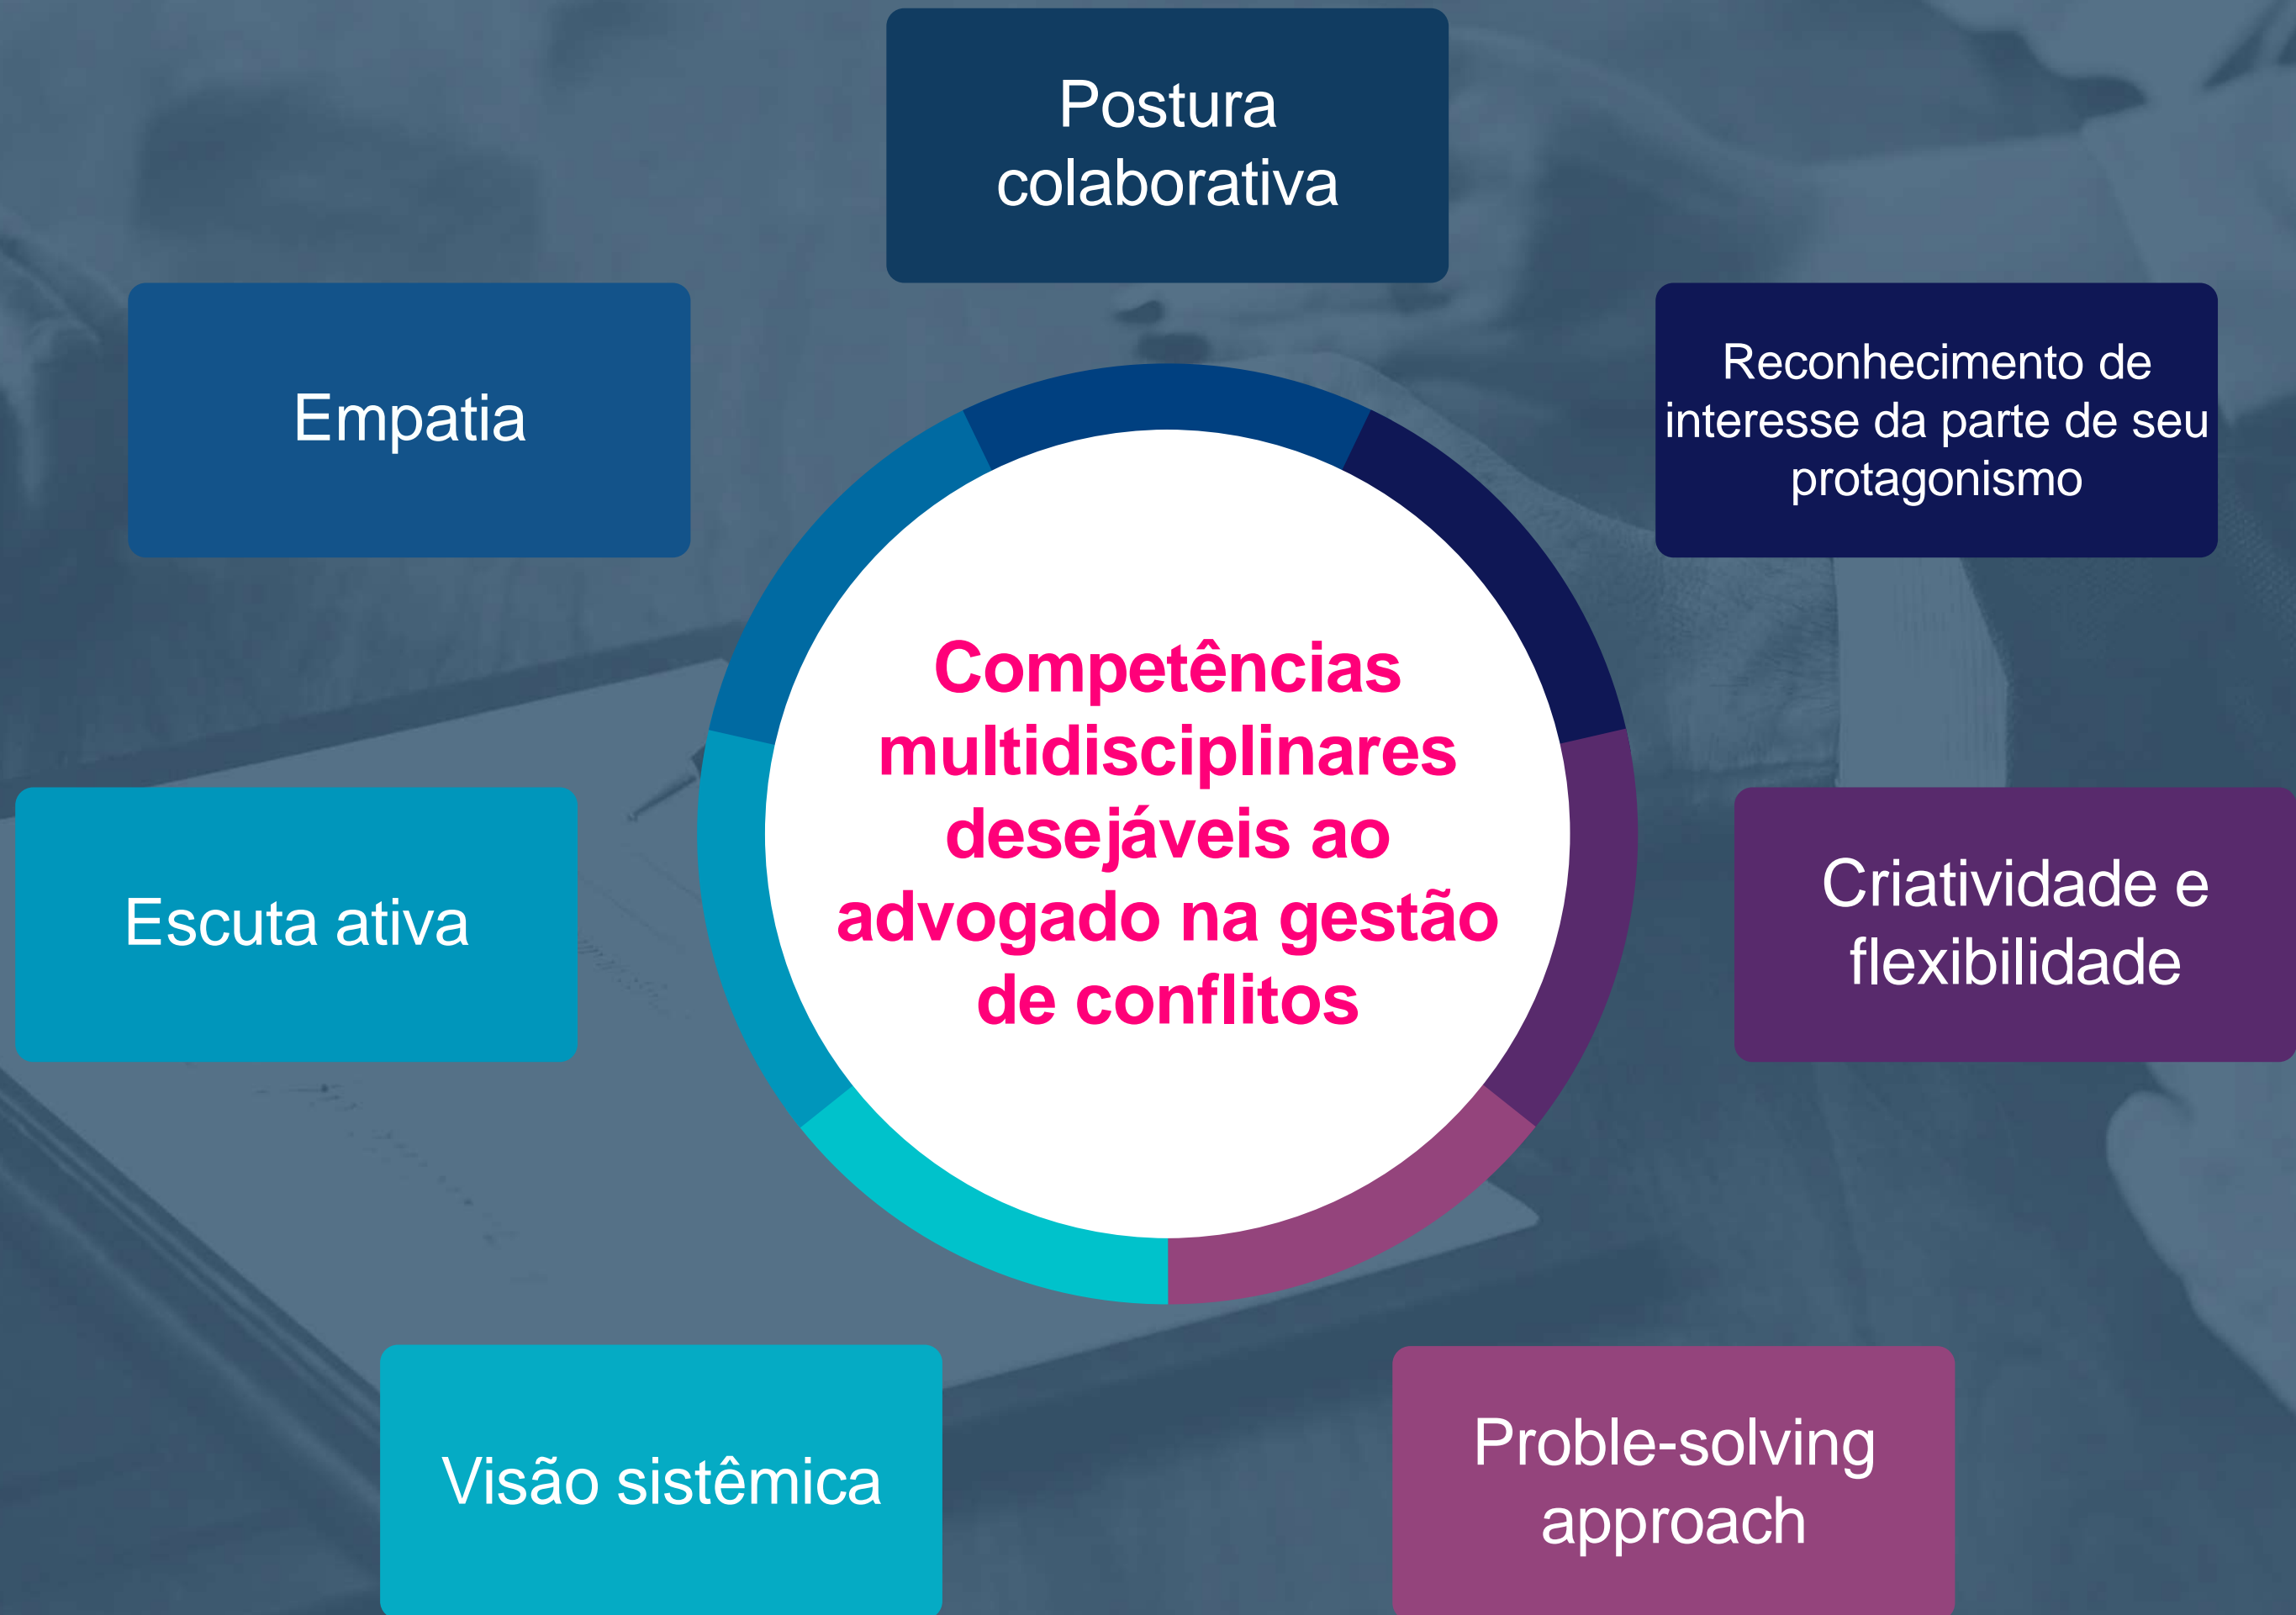 Postura
colaborativa
Empatia
Reconhecimento de
interesse da parte de seu
protagonismo
Competências
multidisciplinares
desejáveis ao
advogado na gestão
de conflitos
Escuta ativa
Criatividade e
flexibilidade
Visão sistêmica
Proble-solving
approach